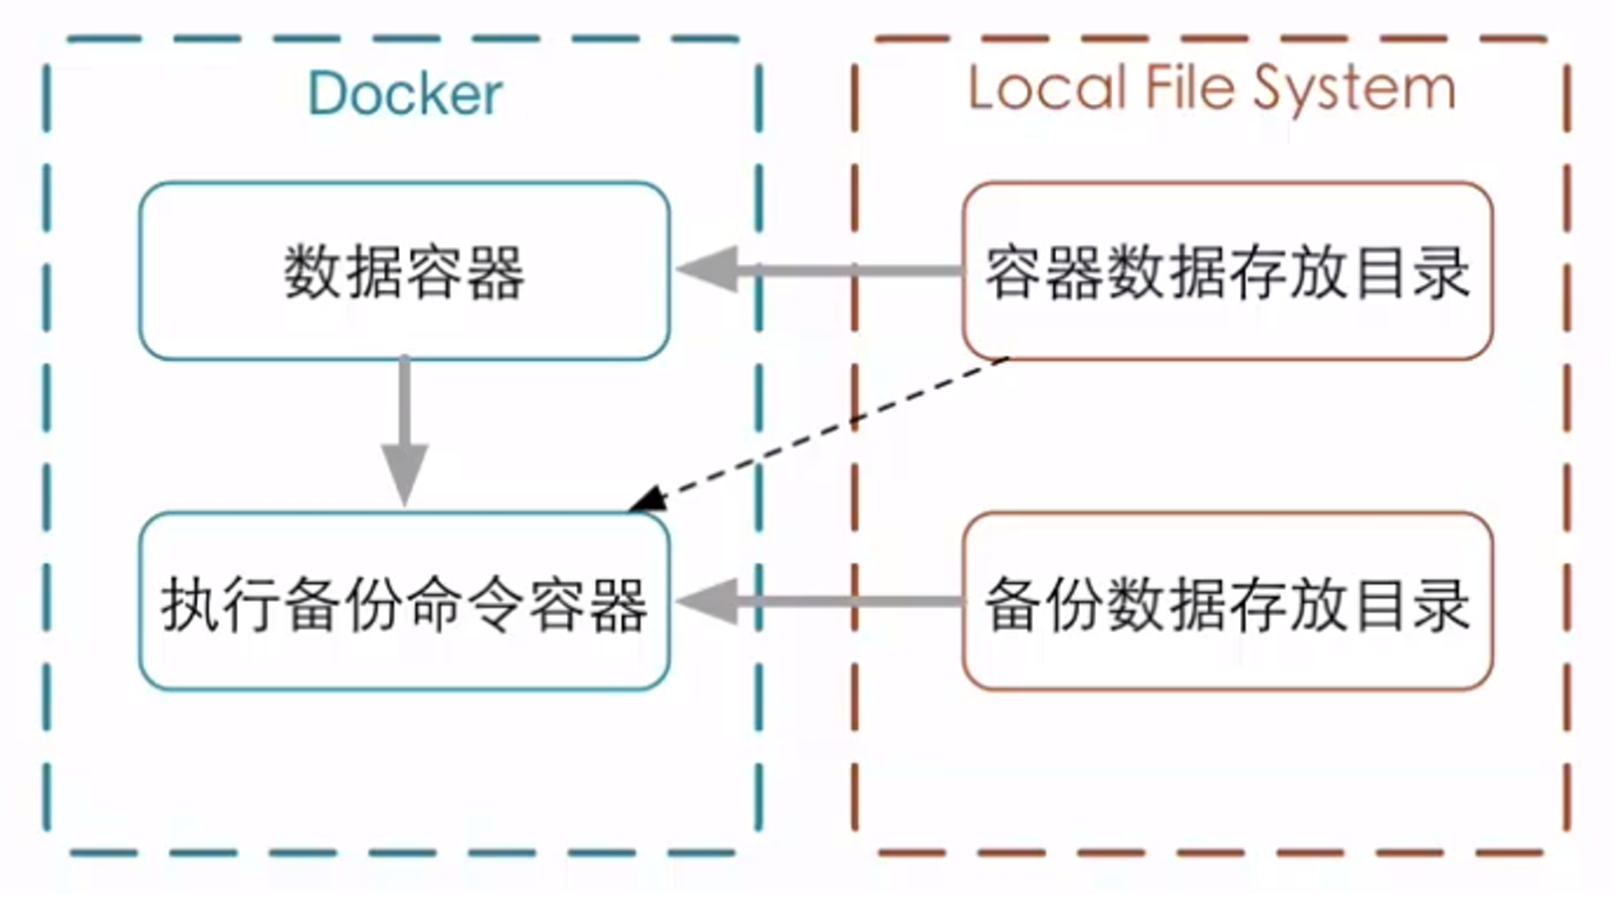 Docker
Local File System
数据容器
容器数据存放目录
执行备份命令容器
备份数据存放目录